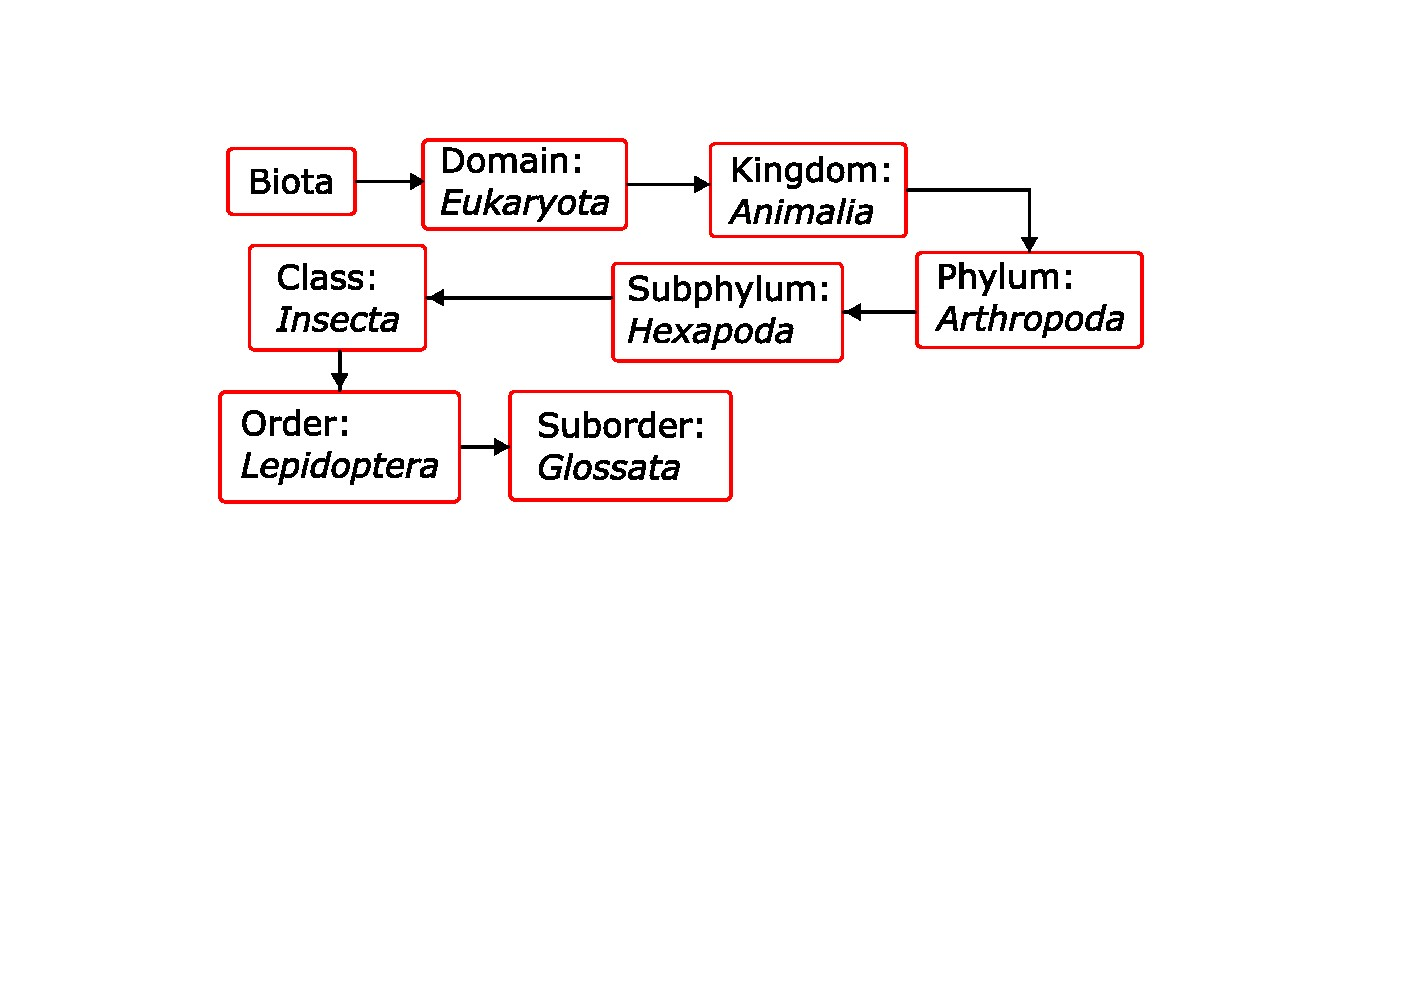 Biota
Domain:
Eukaryota
Kingdom:
Animalia
Phylum:
Arthropoda
Subphylum:
Hexapoda
Class:
Insecta
Order:
Lepidoptera
Suborder:
Glossata